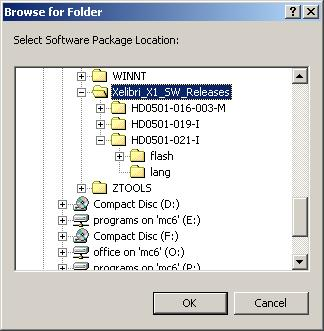 Browse for Folder
Select Software Package Location:
WINNT
Xelibri_X1_SW_Releases
HD0501-016-003-M
HD0501-019-I
HD0501-021-I
flash
lang
ZTOOLS
Compact Disc (D:)
programs on 'mc6' (E:)
Compact Disc (F:)
office on 'mc6' (O:)
programs on 'mc6' (P:)
OK
Cancel